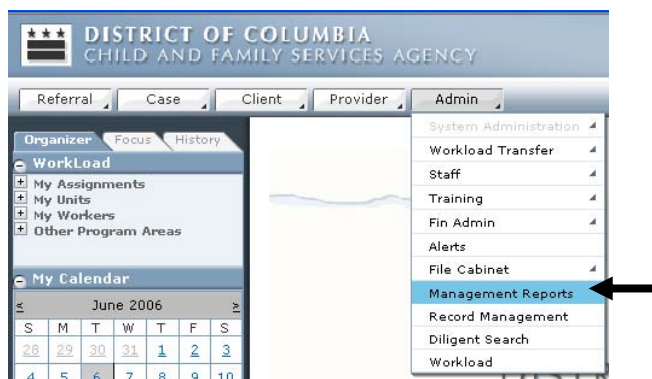 DISTRICT OF COLUMBIA
CHILD AND FAMILY SERVICES AGENCY
Referral Case Client Provider Admin
Organizer Focus History
WorkLoad
My Assignments
My Units
My Workers
Other Program Areas
My Calendar
< June 2006 >
S M T W T F S
28 29 30 31 1 2 3
4 5 6 7 8 9 10
System Administration
Workload Transfer
Staff
Training
Fin Admin
Alerts
File Cabinet
Management Reports
Record Management
Diligent Search
Workload